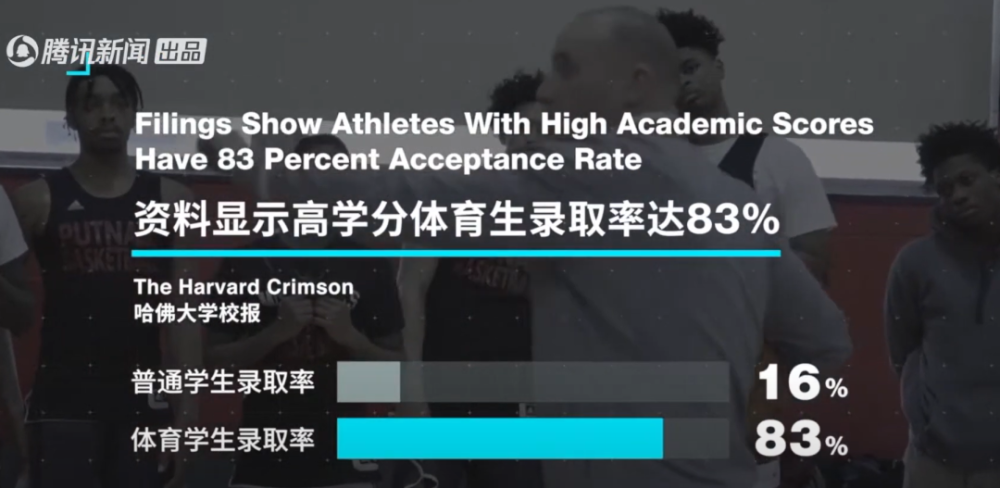 腾讯新闻 出品
Filings Show Athletes With High Academic Scores
Have 83 Percent Acceptance Rate
资料显示高学分体育生录取率达83%
The Harvard Crimson
哈佛大学校报
普通学生录取率 16%
体育学生录取率 83%